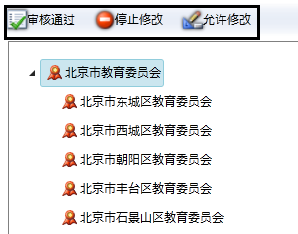 审核通过 停止修改 允许修改
北京市教育委员会
北京市东城区教育委员会
北京市西城区教育委员会
北京市朝阳区教育委员会
北京市丰台区教育委员会
北京市石景山区教育委员会